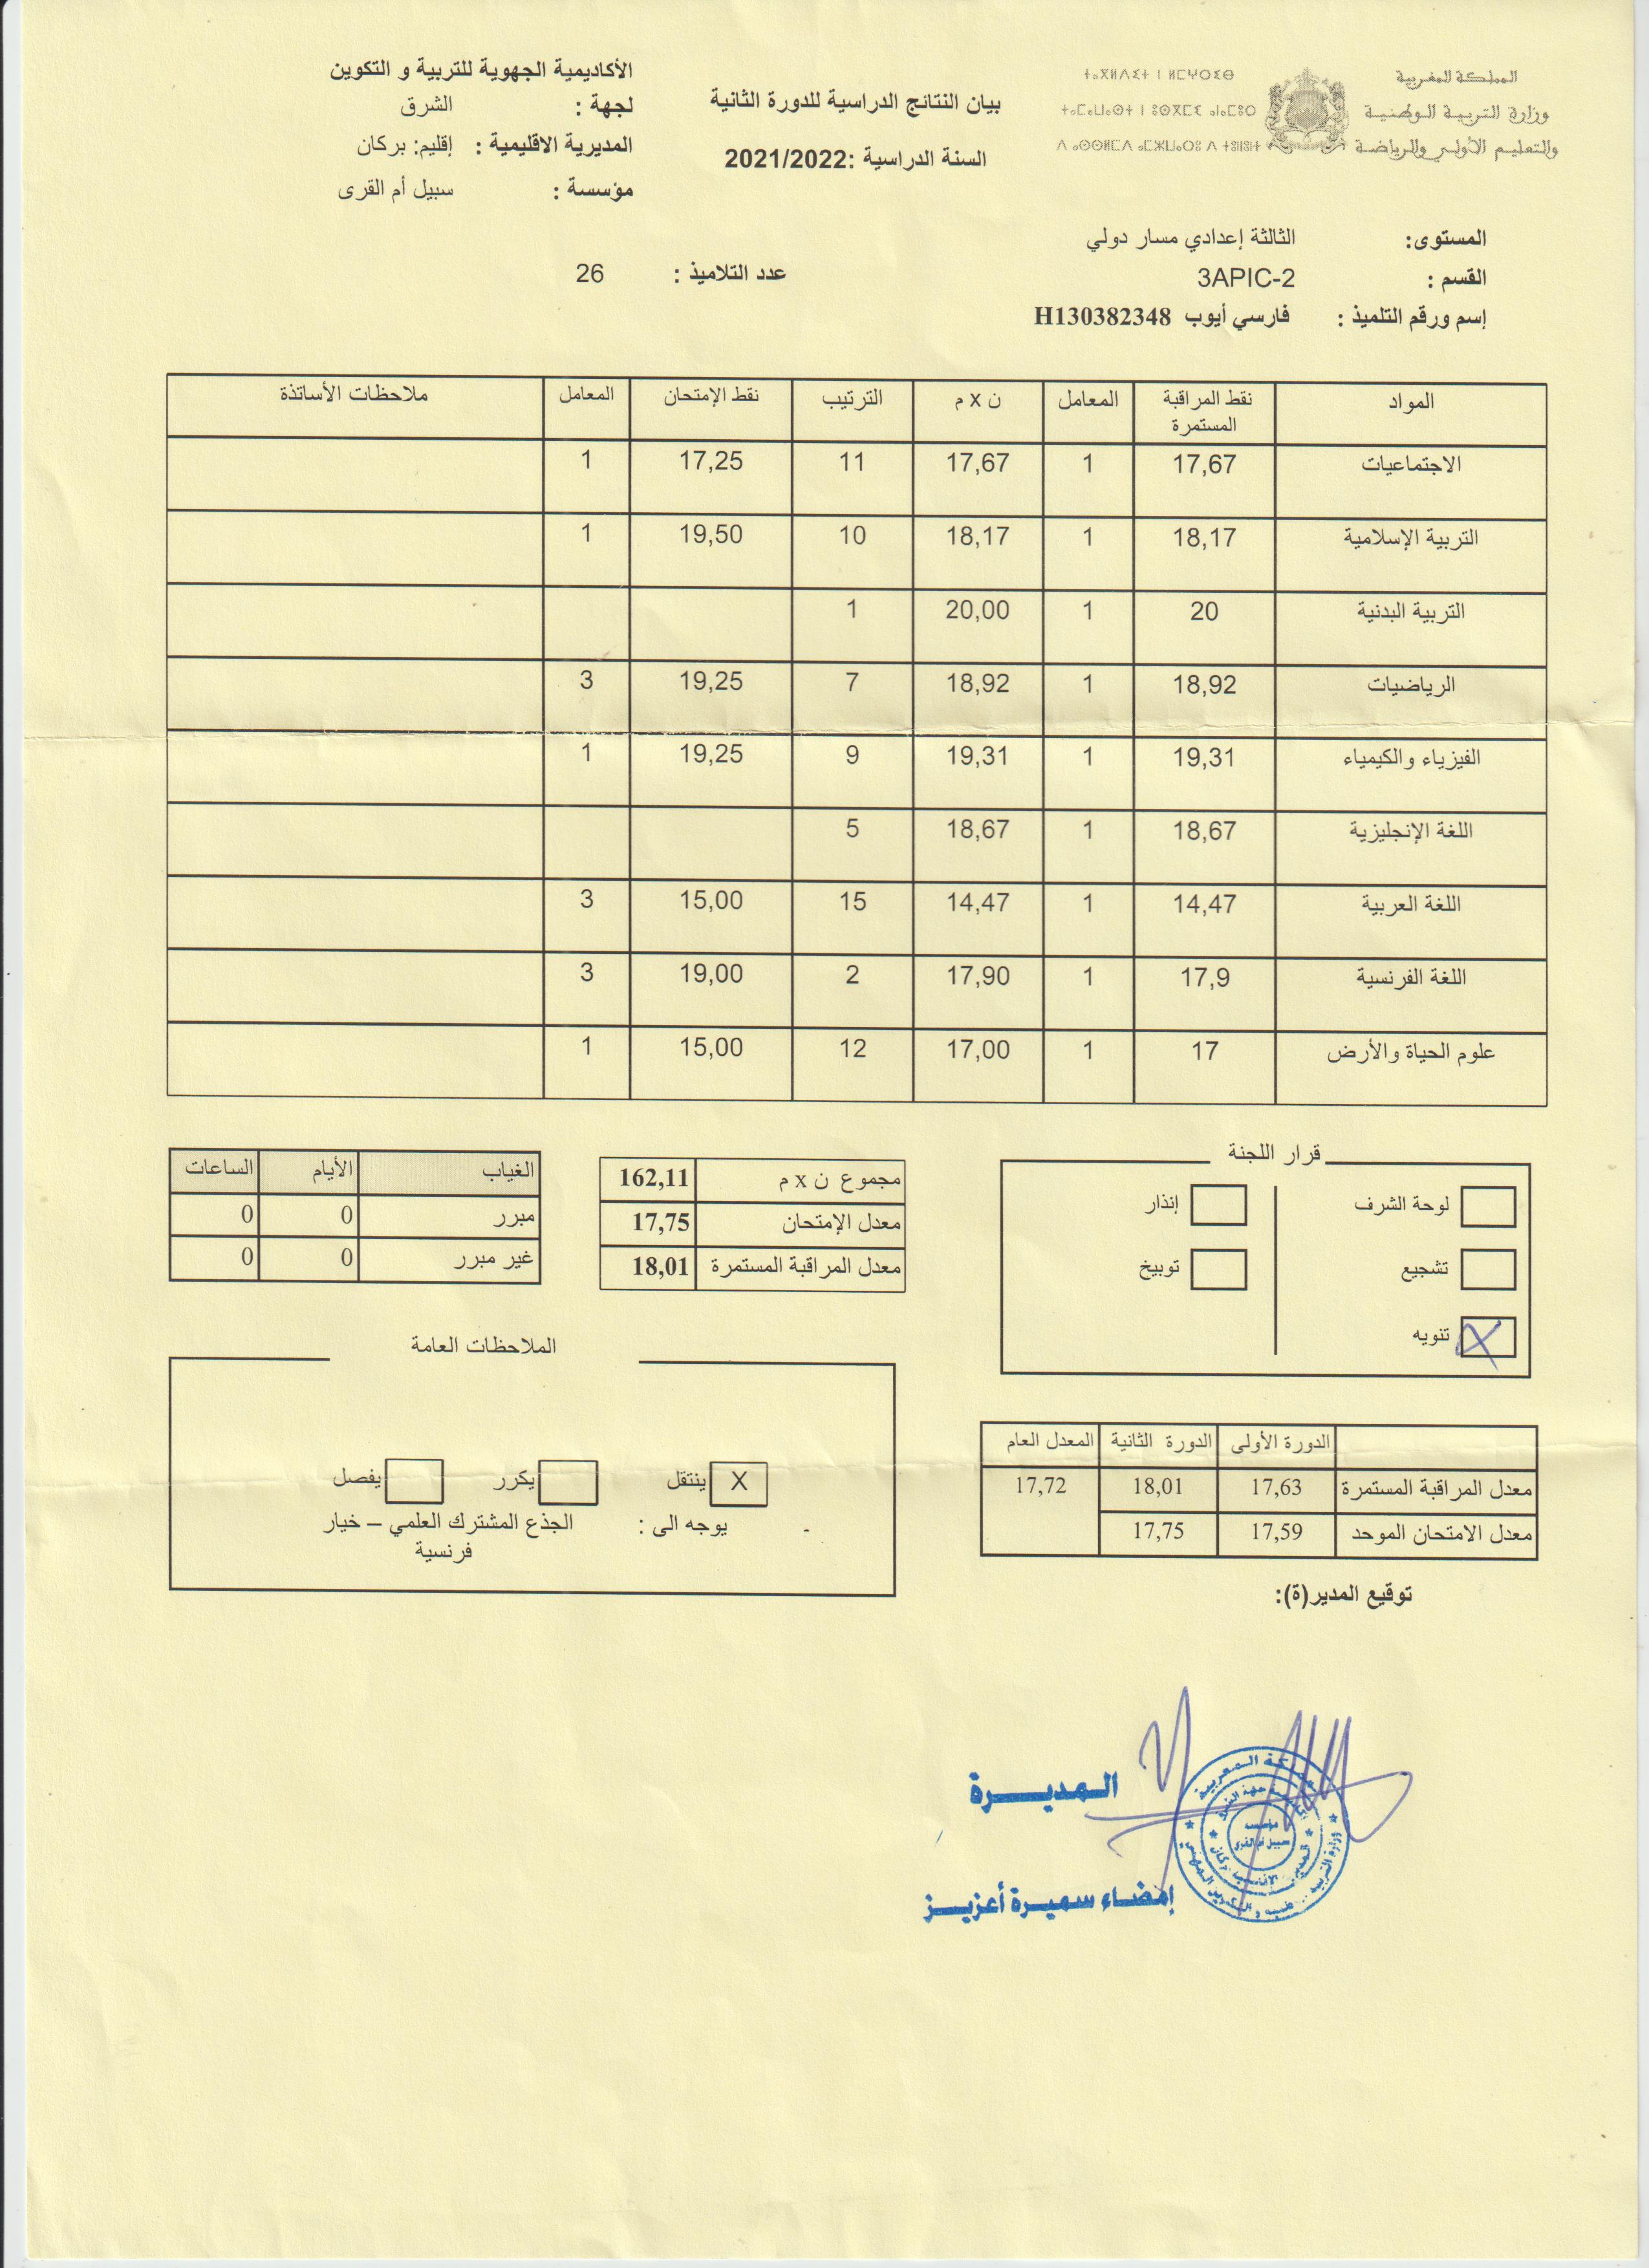 المملكة المغربية
وزارة التربية الوطنية
والتعليم الأولي والرياضة
ⵜⴰⴳⵍⴷⵉⵜ ⵏ ⵍⵎⵖⵔⵉⴱ
ⵜⴰⵎⴰⵡⴰⵙⵜ ⵏ ⵓⵙⴳⵎⵉ ⴰⵏⴰⵎⵓⵔ
ⴷ ⴰⵙⵙⵍⵎⴷ ⴰⵎⵣⵡⴰⵔⵓ ⴷ ⵜⵓⵏⵏⵓⵏⵜ
بيان النتائج الدراسية للدورة الثانية
السنة الدراسية :2021/2022
الأكاديمية الجهوية للتربية و التكوين
لجهة : الشرق
المديرية الاقليمية : إقليم: بركان
مؤسسة : سبيل أم القرى
المستوى: الثالثة إعدادي مسار دولي
القسم : 3APIC-2 عدد التلاميذ : 26
إسم ورقم التلميذ : فارسي أيوب H130382348
المواد نقط المراقبة المستمرة المعامل ن x م الترتيب نقط الإمتحان المعامل ملاحظات الأساتذة
الاجتماعيات 17,67 1 17,67 11 17,25 1
التربية الإسلامية 18,17 1 18,17 10 19,50 1
التربية البدنية 20 1 20,00 1
الرياضيات 18,92 1 18,92 7 19,25 3
الفيزياء والكيمياء 19,31 1 19,31 9 19,25 1
اللغة الإنجليزية 18,67 1 18,67 5
اللغة العربية 14,47 1 14,47 15 15,00 3
اللغة الفرنسية 17,9 1 17,90 2 19,00 3
علوم الحياة والأرض 17 1 17,00 12 15,00 1
قرار اللجنة
لوحة الشرف إنذار
تشجيع توبيخ
تنويه X
مجموع ن x م 162,11
معدل الإمتحان 17,75
معدل المراقبة المستمرة 18,01
الغياب الأيام الساعات
مبرر 0 0
غير مبرر 0 0
الدورة الأولى الدورة الثانية المعدل العام
معدل المراقبة المستمرة 17,63 18,01 17,72
معدل الامتحان الموحد 17,59 17,75
الملاحظات العامة
X ينتقل يكرر يفصل
يوجه الى : الجذع المشترك العلمي – خيار
فرنسية
توقيع المدير(ة):
المديرة
إمضاء سميرة أعزيز
مؤسسة
سبيل أم القرى